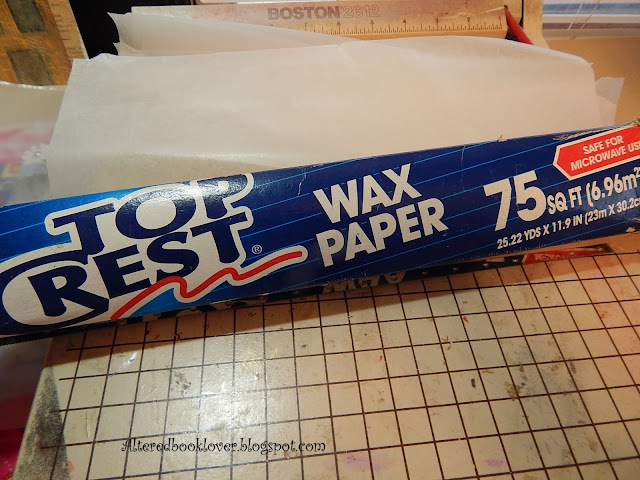 BOSTON 2612
TOP
CREST®
WAX
PAPER
75 SQ FT (6.96m²
25.22 YDS X 11.9 IN (23m X 30.2c
SAFE FOR
MICROWAVE USE
Alteredbooklover.blogspot.com